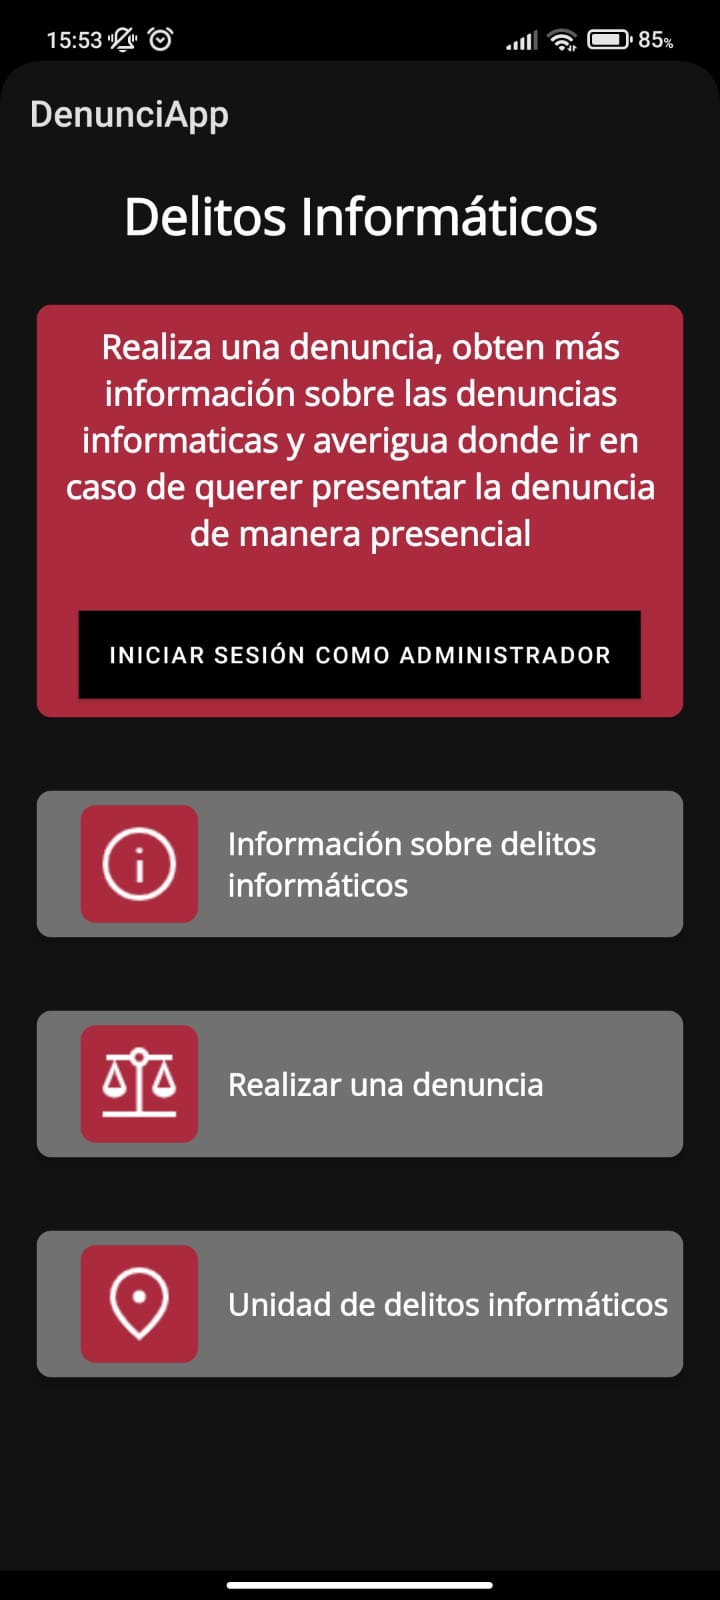 15:53
85%
DenunciApp
Delitos Informáticos
Realiza una denuncia, obten más
información sobre las denuncias
informaticas y averigua donde ir en
caso de querer presentar la denuncia
de manera presencial
INICIAR SESIÓN COMO ADMINISTRADOR
Información sobre delitos
informáticos
Realizar una denuncia
Unidad de delitos informáticos